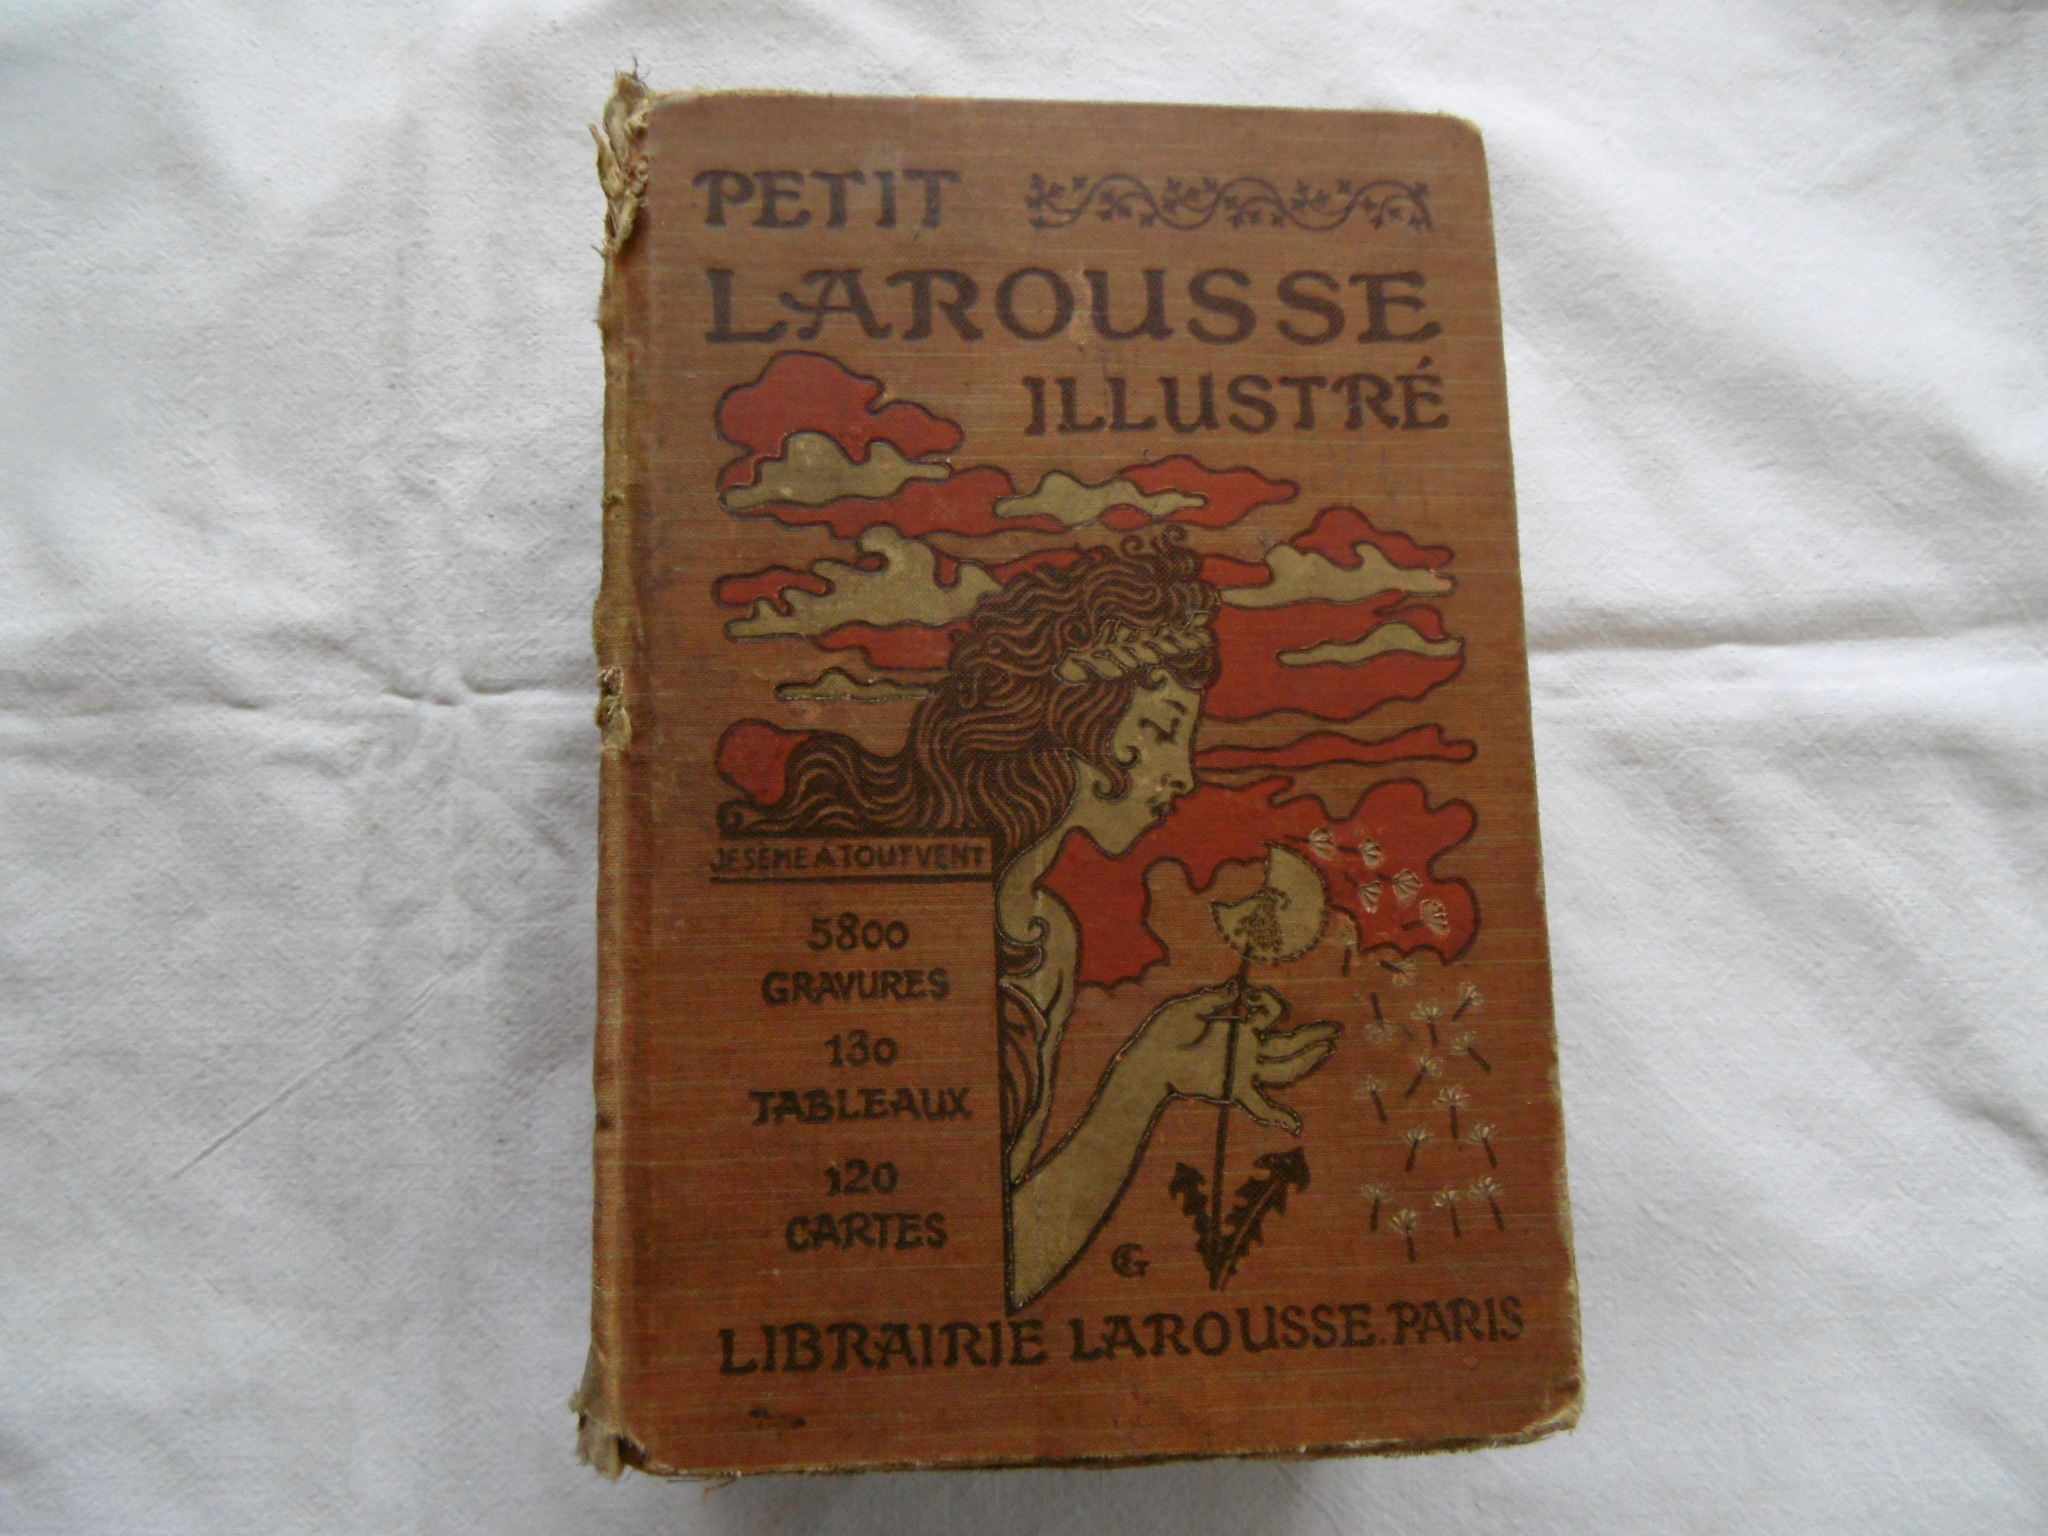 PETIT
LAROUSSE
ILLUSTRÉ
JE SÈME A TOUT VENT
5800
GRAVURES
130
TABLEAUX
120
CARTES
LIBRAIRIE LAROUSSE. PARIS